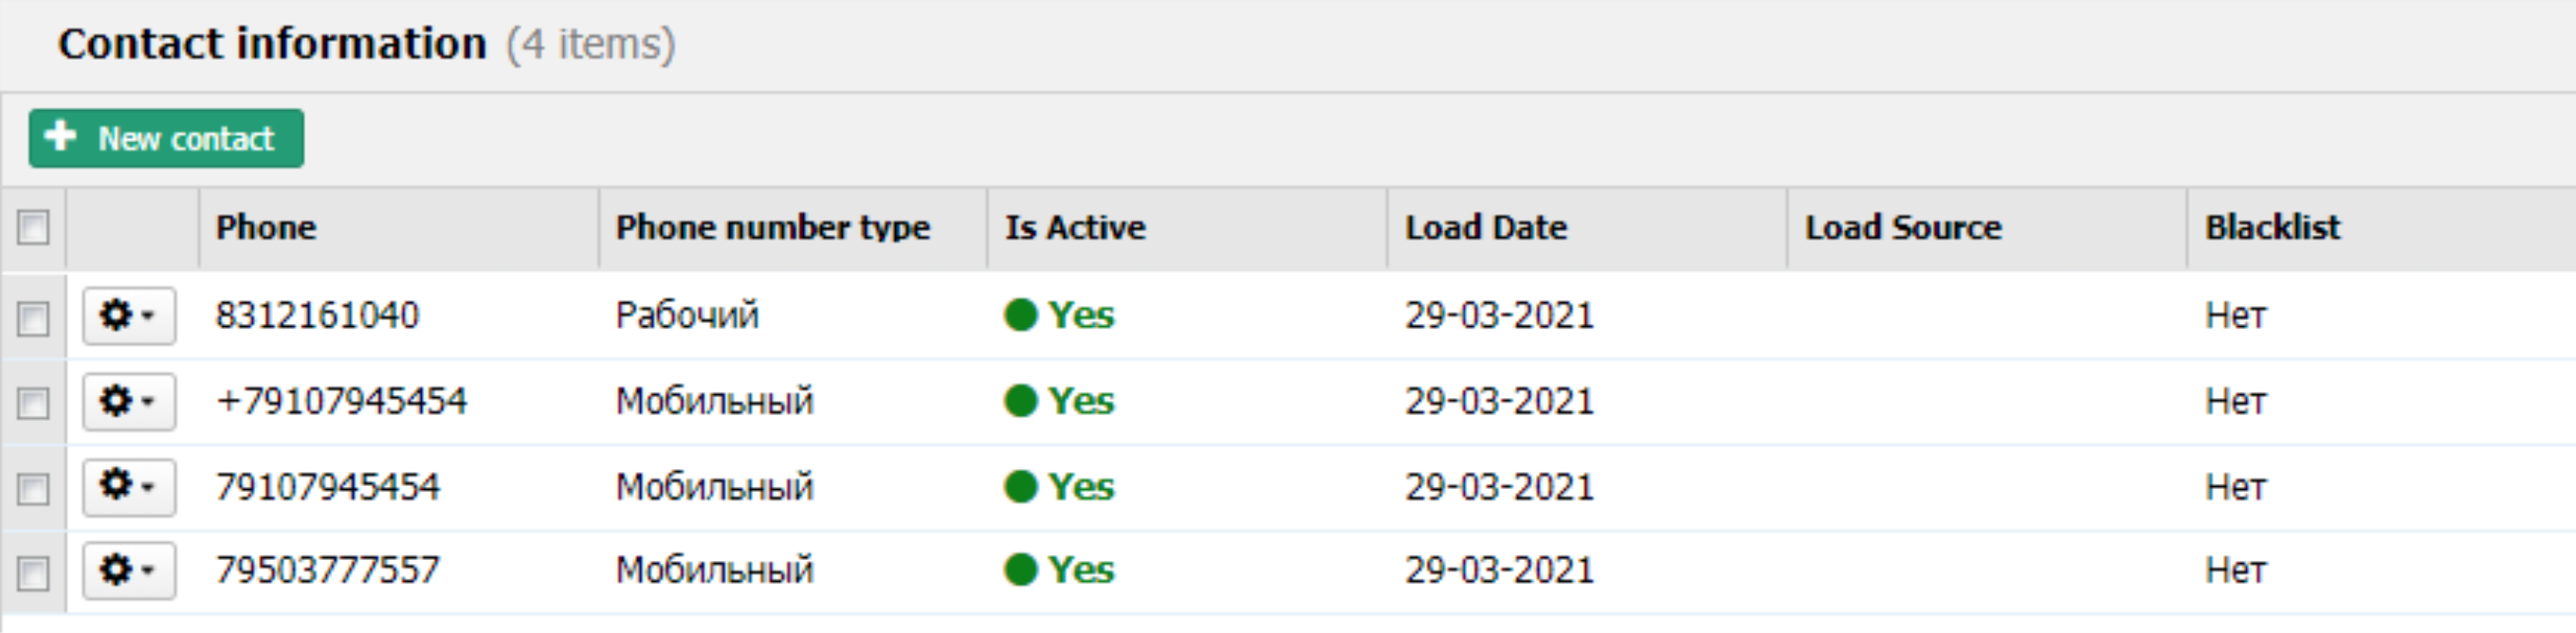 Contact information (4 items)
New contact
Phone Phone number type Is Active Load Date Load Source Blacklist
8312161040 Рабочий Yes 29-03-2021 Нет
+79107945454 Мобильный Yes 29-03-2021 Нет
79107945454 Мобильный Yes 29-03-2021 Нет
79503777557 Мобильный Yes 29-03-2021 Нет